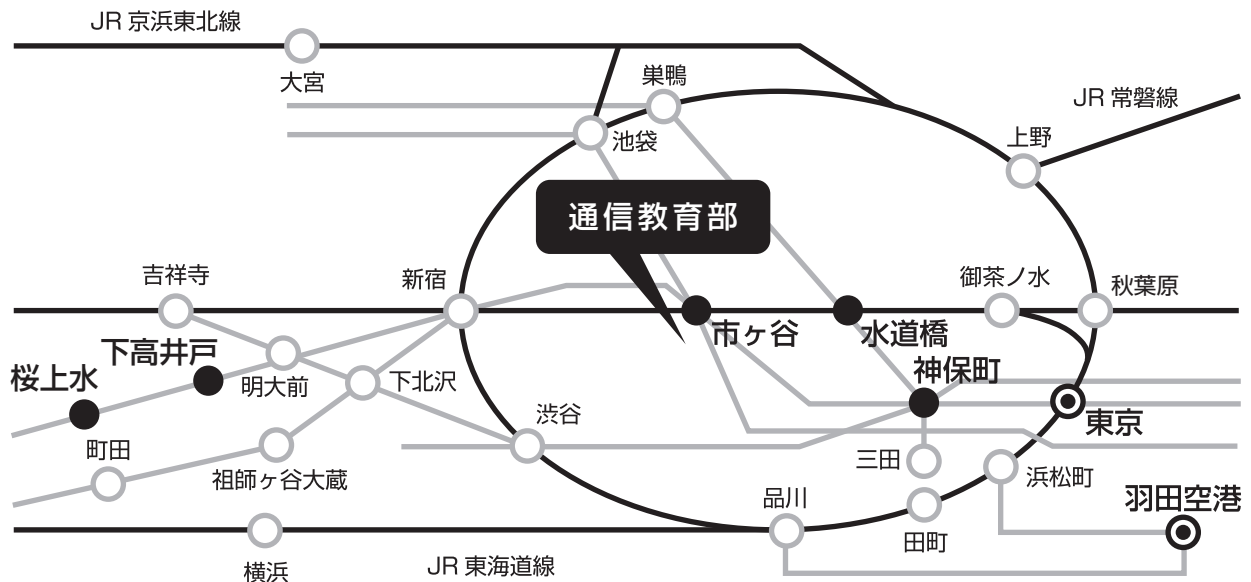 JR 京浜東北線
大宮
巣鴨
JR 常磐線
池袋
上野
通信教育部
吉祥寺
新宿
御茶ノ水
秋葉原
市ヶ谷
水道橋
下高井戸
神保町
桜上水
明大前
下北沢
渋谷
東京
町田
三田
祖師ヶ谷大蔵
浜松町
品川
羽田空港
田町
横浜
JR 東海道線